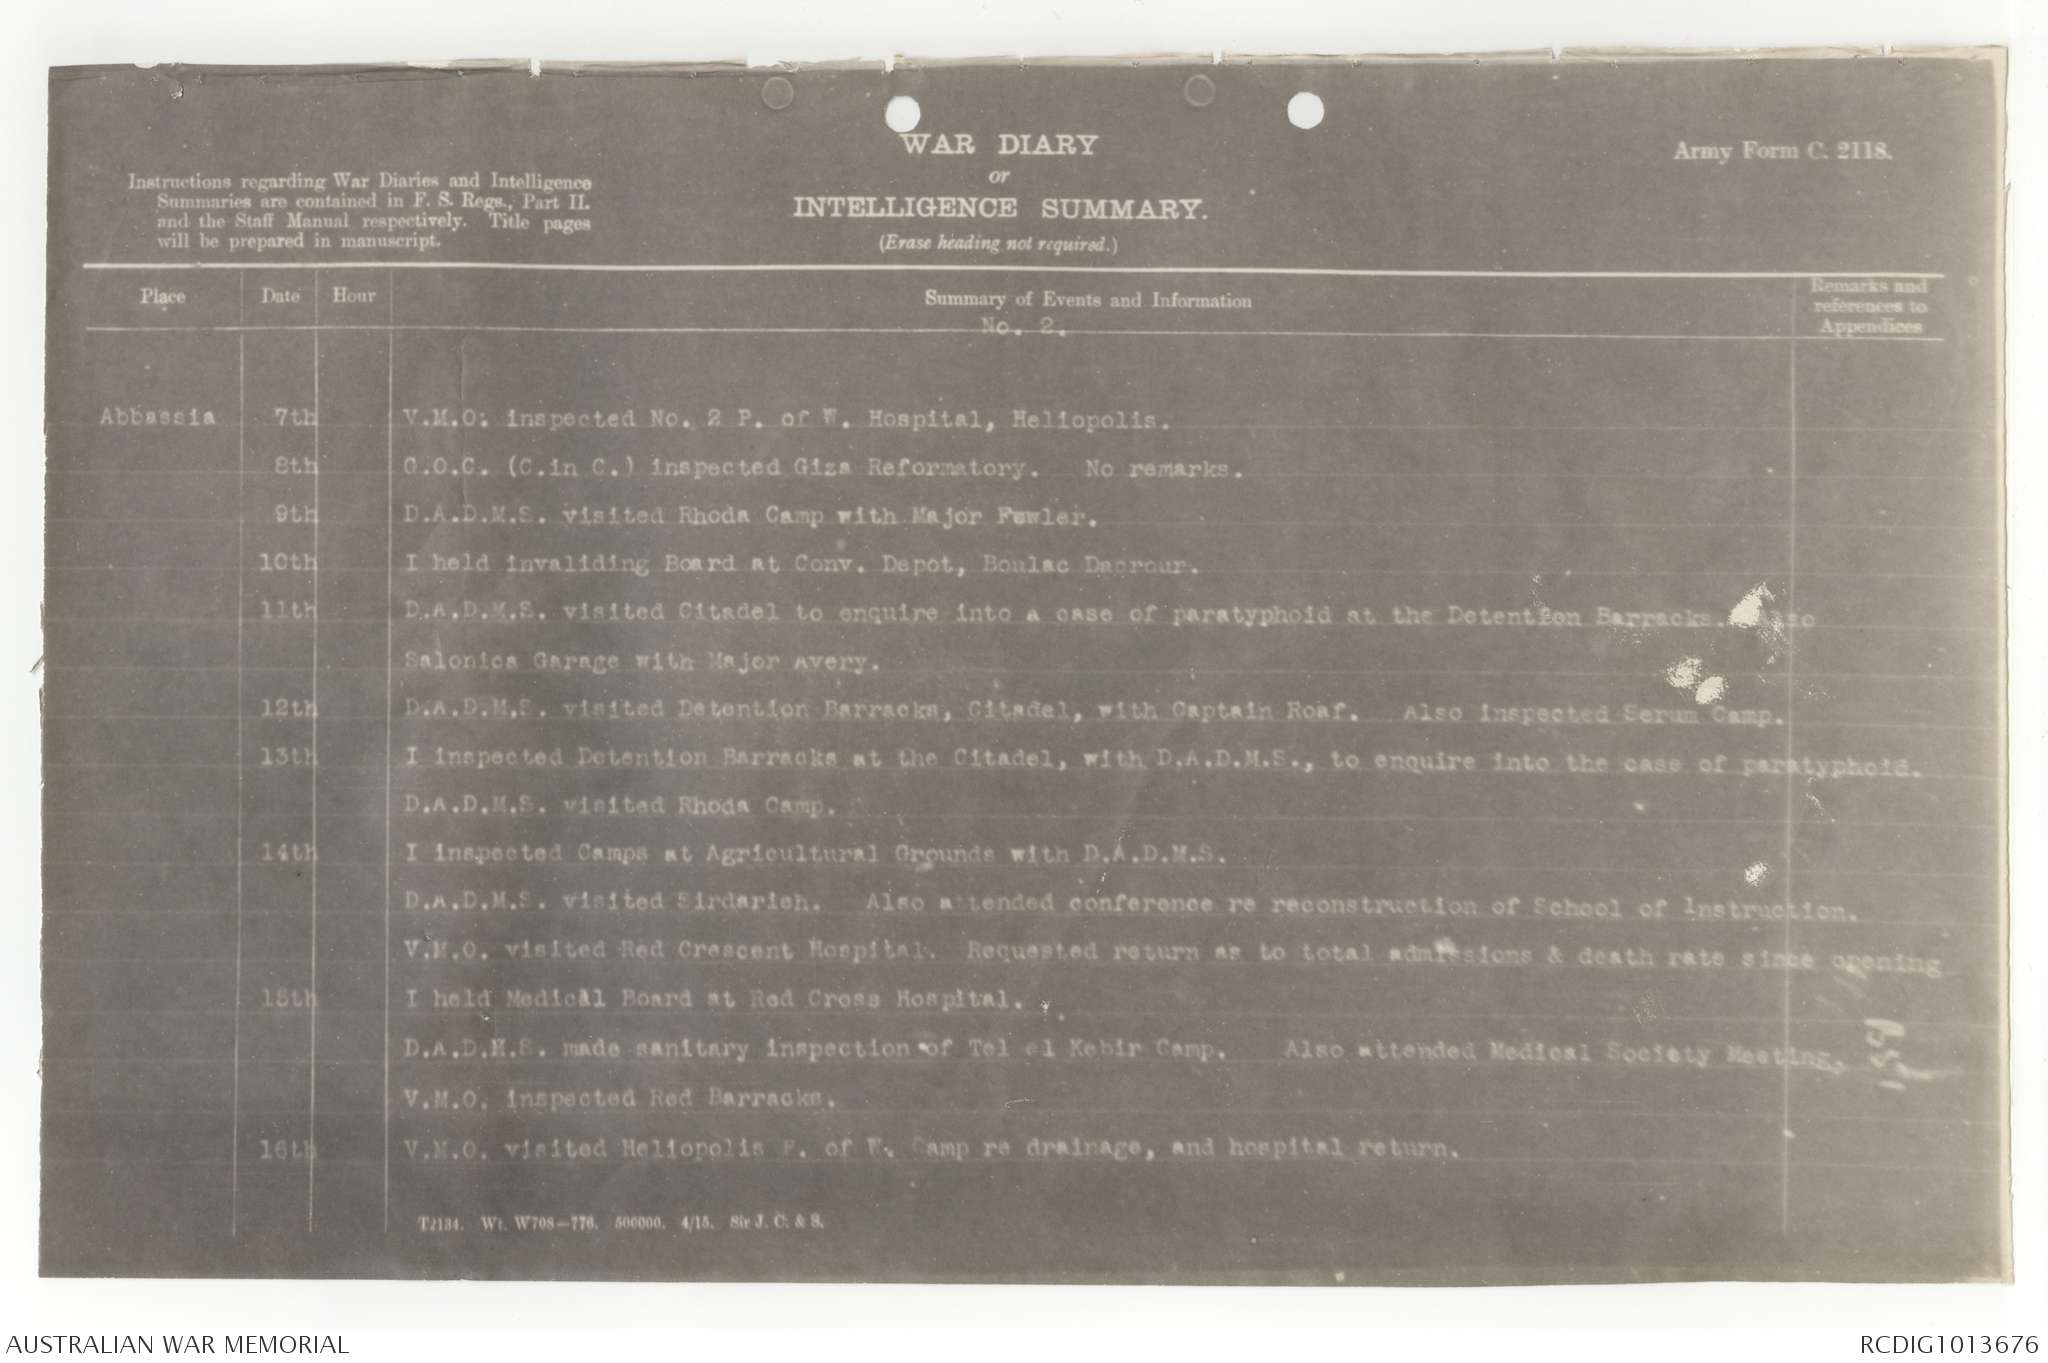 WAR DIARY
or
INTELLIGENCE SUMMARY.
(Erase heading not required.)
Army Form C. 2118.
Instructions regarding War Diaries and Intelligence
Summaries are contained in F. S. Regs., Part II.
and the Staff Manual respectively. Title pages
will be prepared in manuscript.
Place Date Hour Summary of Events and Information Remarks and references to Appendices
No. 2.
Abbassia 7th V.M.O. inspected No. 2 P. of W. Hospital, Heliopolis.
8th G.O.C. (C.in C.) inspected Giza Reformatory. No remarks.
9th D.A.D.M.S. visited Rhoda Camp with Major Fowler.
10th I held invaliding Board at Conv. Depot, Boulac Dacrour.
11th D.A.D.M.S. visited Citadel to enquire into a case of paratyphoid at the Detention Barracks.
Salonica Garage with Major Avery.
12th D.A.D.M.S. visited Detention Barracks, Citadel, with Captain Roaf. Also inspected Serum Camp.
13th I inspected Detention Barracks at the Citadel, with D.A.D.M.S., to enquire into the case of paratyphoid.
D.A.D.M.S. visited Rhoda Camp.
14th I inspected Camps at Agricultural Grounds with D.A.D.M.S.
D.A.D.M.S. visited Sirdarieh. Also attended conference re reconstruction of School of Instruction.
V.M.O. visited Red Crescent Hospital. Requested return as to total admissions & death rate since opening
15th I held Medical Board at Red Cross Hospital.
D.A.D.M.S. made sanitary inspection of Tel el Kebir Camp. Also attended Medical Society Meeting.
V.M.O. inspected Red Barracks.
16th V.M.O. visited Heliopolis P. of W. Camp re drainage, and hospital return.
T2134. Wt. W708—776. 500000. 4/15. Sir J. C. & S.
AUSTRALIAN WAR MEMORIAL
RCDIG1013676